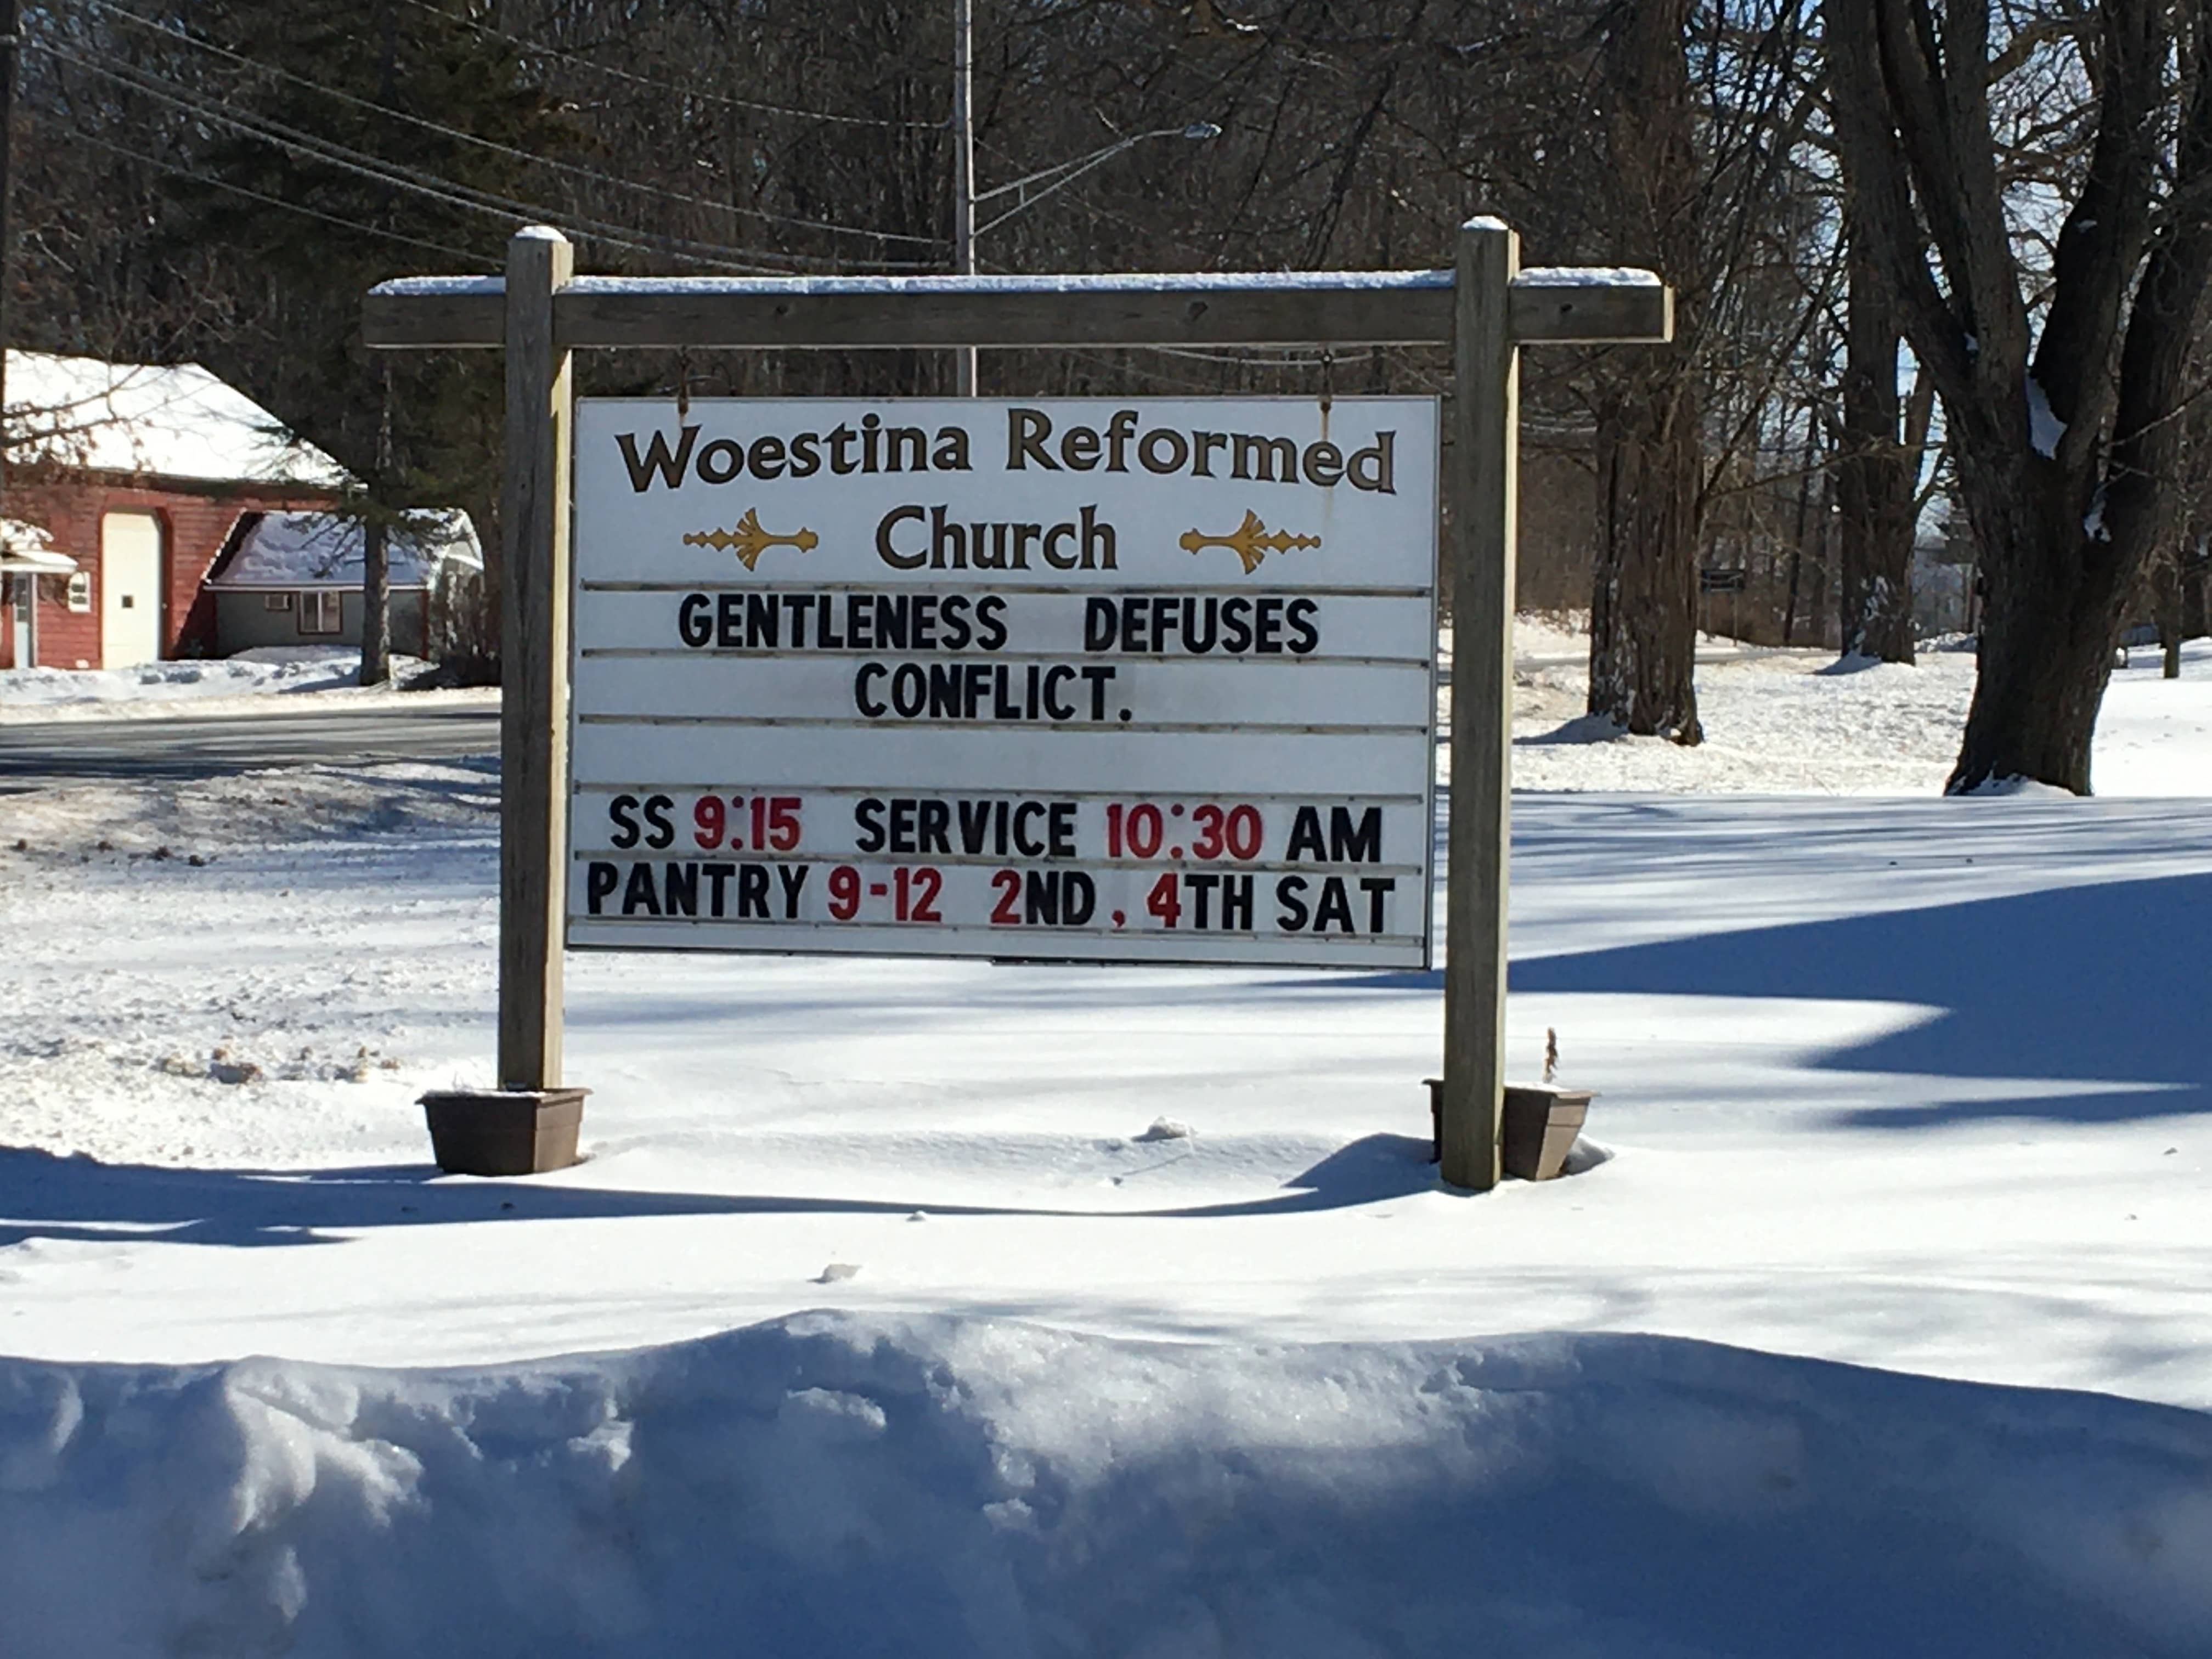 Woestina Reformed
Church
GENTLENESS DEFUSES
CONFLICT.
SS 9:15 SERVICE 10:30 AM
PANTRY 9-12 2ND, 4TH SAT